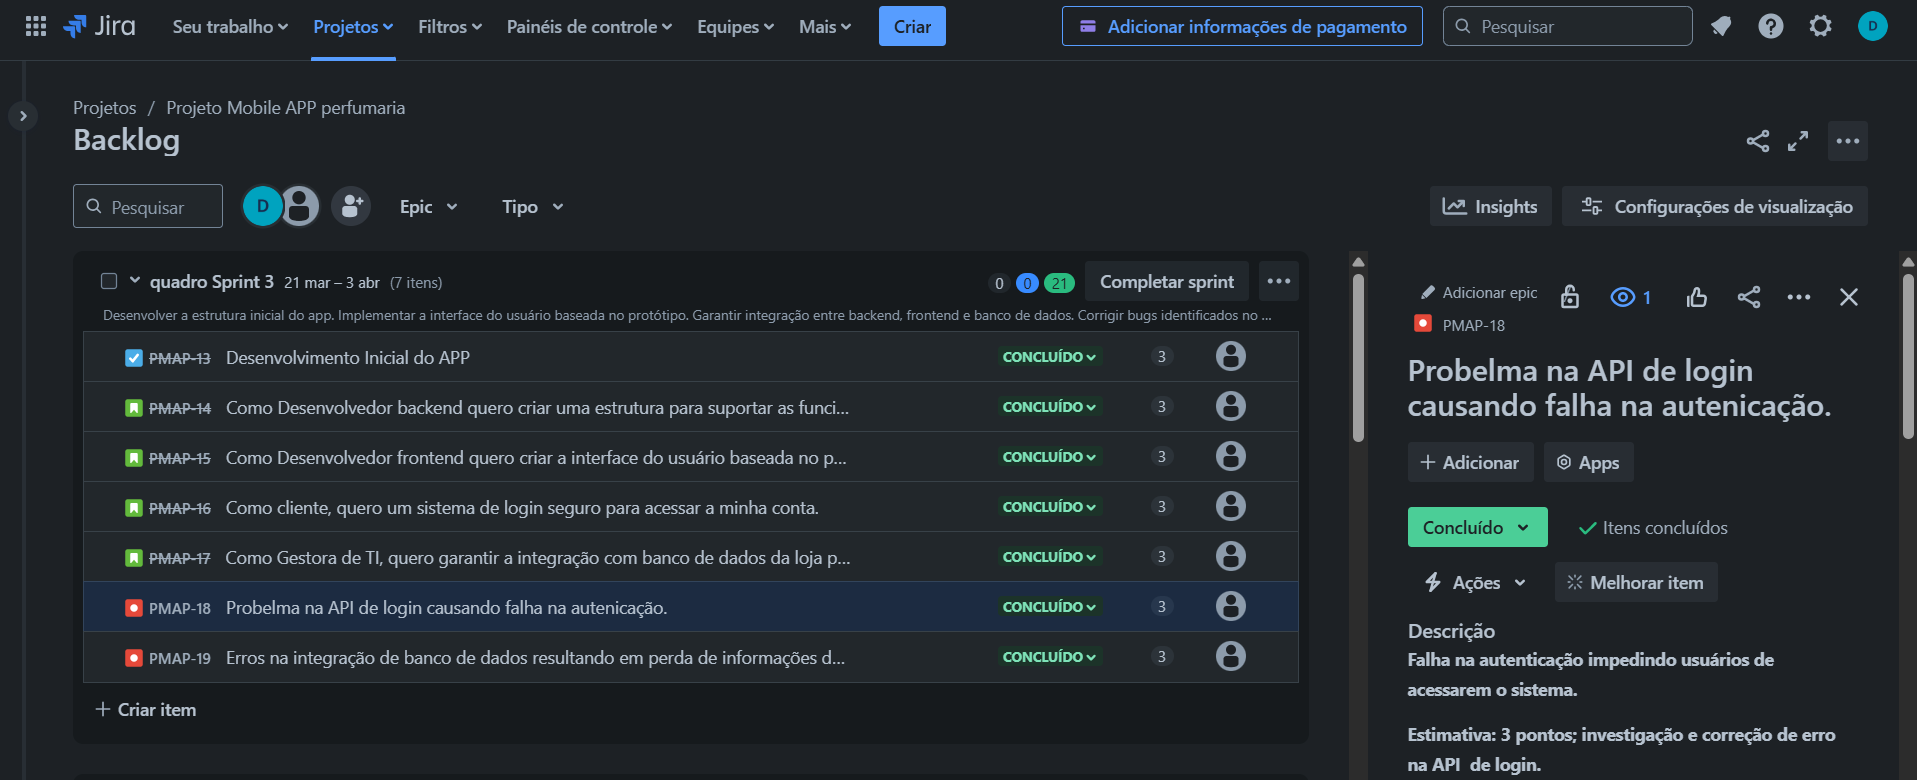 Jira Seu trabalho Projetos Filtros Painéis de controle Equipes Mais Criar Adicionar informações de pagamento Pesquisar D
Projetos / Projeto Mobile APP perfumaria
Backlog
Pesquisar D Epic Tipo Insights Configurações de visualização
quadro Sprint 3 21 mar – 3 abr (7 itens) 0 0 21 Completar sprint
Desenvolver a estrutura inicial do app. Implementar a interface do usuário baseada no protótipo. Garantir integração entre backend, frontend e banco de dados. Corrigir bugs identificados no ...
PMAP-13 Desenvolvimento Inicial do APP CONCLUÍDO 3
PMAP-14 Como Desenvolvedor backend quero criar uma estrutura para suportar as funci... CONCLUÍDO 3
PMAP-15 Como Desenvolvedor frontend quero criar a interface do usuário baseada no p... CONCLUÍDO 3
PMAP-16 Como cliente, quero um sistema de login seguro para acessar a minha conta. CONCLUÍDO 3
PMAP-17 Como Gestora de TI, quero garantir a integração com banco de dados da loja p... CONCLUÍDO 3
PMAP-18 Probelma na API de login causando falha na autenicação. CONCLUÍDO 3
PMAP-19 Erros na integração de banco de dados resultando em perda de informações d... CONCLUÍDO 3
+ Criar item
Adicionar epic 1
PMAP-18
Probelma na API de login
causando falha na autenicação.
+ Adicionar Apps
Concluído Itens concluídos
Ações Melhorar item
Descrição
Falha na autenticação impedindo usuários de
acessarem o sistema.
Estimativa: 3 pontos; investigação e correção de erro
na API de login.